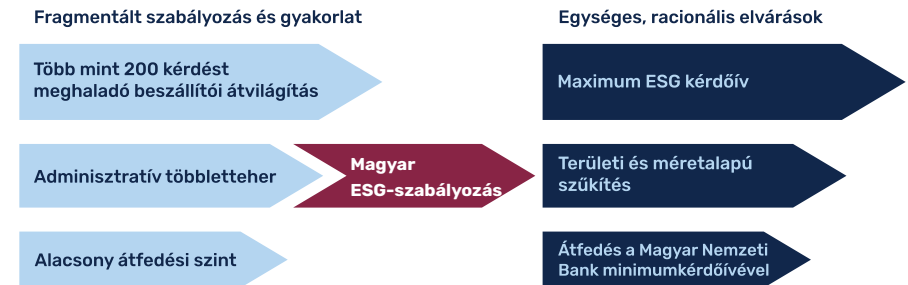 Fragmentált szabályozás és gyakorlat
Több mint 200 kérdést
meghaladó beszállítói átvilágítás
Adminisztratív többletteher
Alacsony átfedési szint
Magyar
ESG-szabályozás
Egységes, racionális elvárások
Maximum ESG kérdőív
Területi és méretalapú
szűkítés
Átfedés a Magyar Nemzeti
Bank minimumkérdőívével